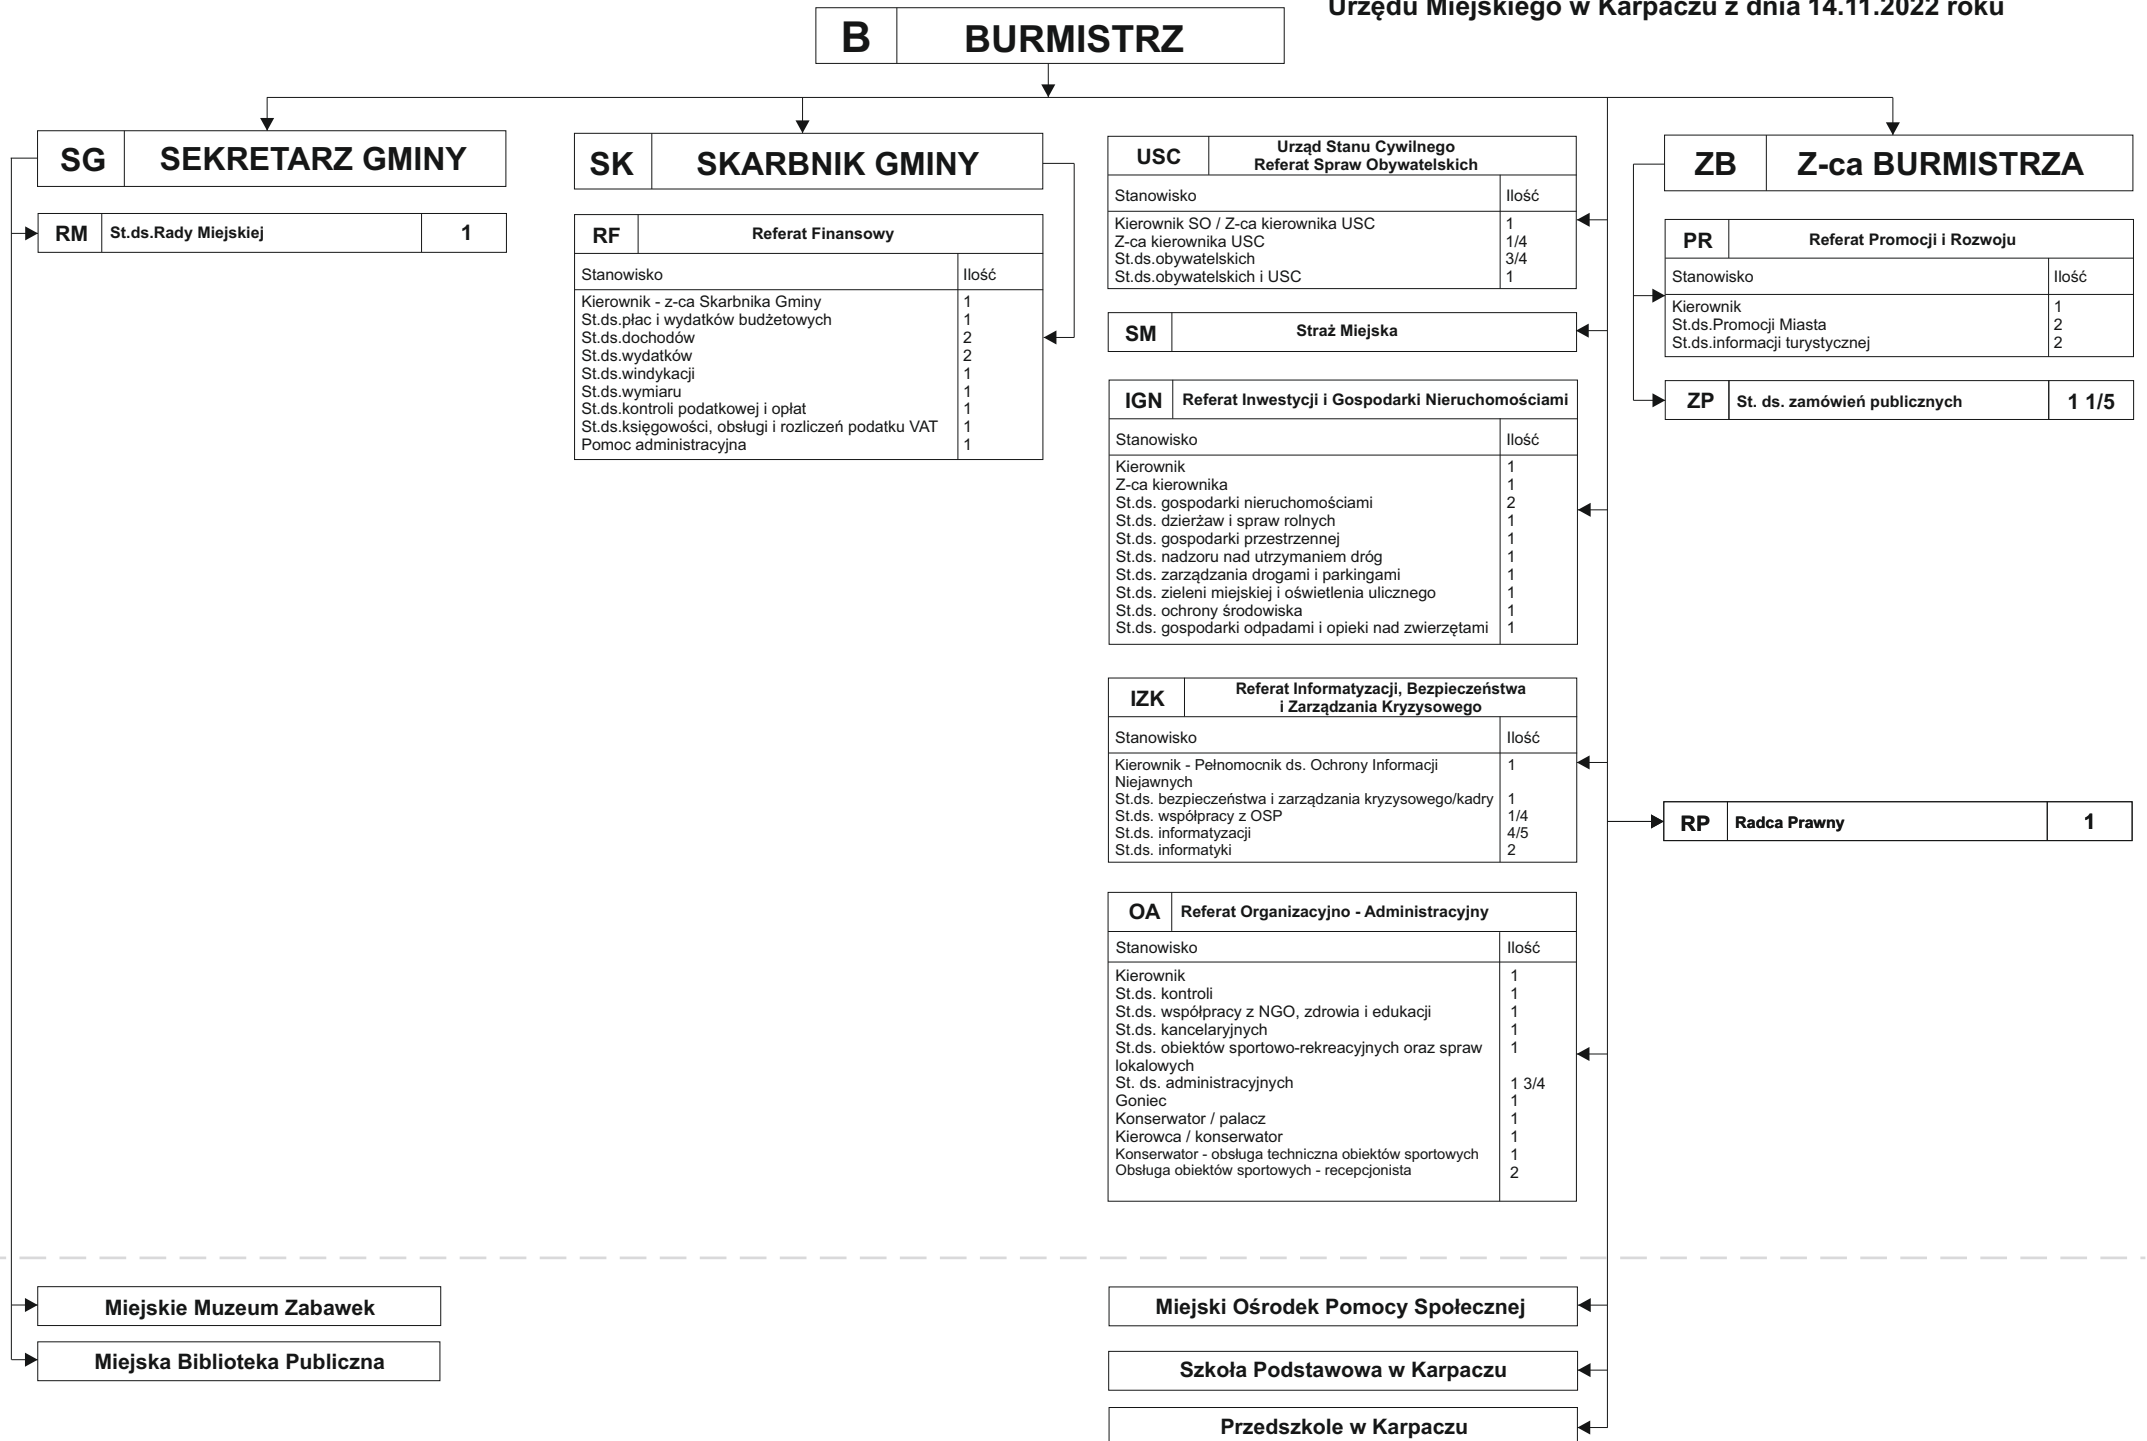 Urzędu Miejskiego w Karpaczu z dnia 14.11.2022 roku
B BURMISTRZ
SG SEKRETARZ GMINY
RM St.ds.Rady Miejskiej 1
SK SKARBNIK GMINY
RF Referat Finansowy
Stanowisko Ilość
Kierownik - z-ca Skarbnika Gminy 1
St.ds.płac i wydatków budżetowych 1
St.ds.dochodów 2
St.ds.wydatków 2
St.ds.windykacji 1
St.ds.wymiaru 1
St.ds.kontroli podatkowej i opłat 1
St.ds.księgowości, obsługi i rozliczeń podatku VAT 1
Pomoc administracyjna 1
USC Urząd Stanu Cywilnego
Referat Spraw Obywatelskich
Stanowisko Ilość
Kierownik SO / Z-ca kierownika USC 1
Z-ca kierownika USC 1/4
St.ds.obywatelskich 3/4
St.ds.obywatelskich i USC 1
SM Straż Miejska
IGN Referat Inwestycji i Gospodarki Nieruchomościami
Stanowisko Ilość
Kierownik 1
Z-ca kierownika 1
St.ds. gospodarki nieruchomościami 2
St.ds. dzierżaw i spraw rolnych 1
St.ds. gospodarki przestrzennej 1
St.ds. nadzoru nad utrzymaniem dróg 1
St.ds. zarządzania drogami i parkingami 1
St.ds. zieleni miejskiej i oświetlenia ulicznego 1
St.ds. ochrony środowiska 1
St.ds. gospodarki odpadami i opieki nad zwierzętami 1
IZK Referat Informatyzacji, Bezpieczeństwa
i Zarządzania Kryzysowego
Stanowisko Ilość
Kierownik - Pełnomocnik ds. Ochrony Informacji 1
Niejawnych
St.ds. bezpieczeństwa i zarządzania kryzysowego/kadry 1
St.ds. współpracy z OSP 1/4
St.ds. informatyzacji 4/5
St.ds. informatyki 2
OA Referat Organizacyjno - Administracyjny
Stanowisko Ilość
Kierownik 1
St.ds. kontroli 1
St.ds. współpracy z NGO, zdrowia i edukacji 1
St.ds. kancelaryjnych 1
St.ds. obiektów sportowo-rekreacyjnych oraz spraw 1
lokalowych
St. ds. administracyjnych 1 3/4
Goniec 1
Konserwator / palacz 1
Kierowca / konserwator 1
Konserwator - obsługa techniczna obiektów sportowych 1
Obsługa obiektów sportowych - recepcjonista 2
ZB Z-ca BURMISTRZA
PR Referat Promocji i Rozwoju
Stanowisko Ilość
Kierownik 1
St.ds.Promocji Miasta 2
St.ds.informacji turystycznej 2
ZP St. ds. zamówień publicznych 1 1/5
RP Radca Prawny 1
Miejskie Muzeum Zabawek
Miejska Biblioteka Publiczna
Miejski Ośrodek Pomocy Społecznej
Szkoła Podstawowa w Karpaczu
Przedszkole w Karpaczu